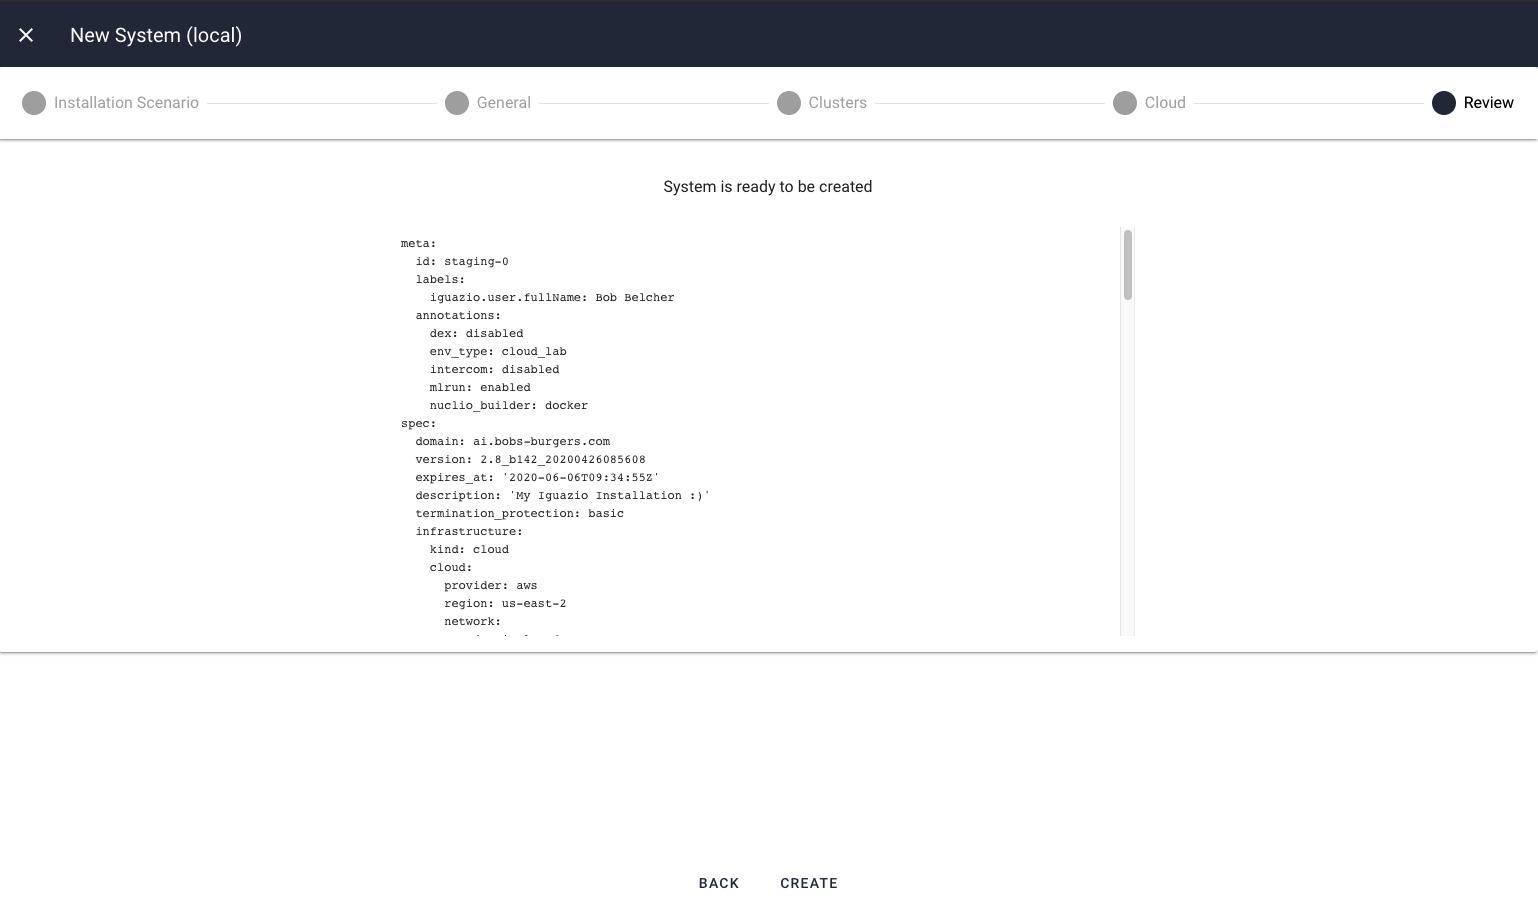 New System (local)
Installation Scenario
General
Clusters
Cloud
Review
System is ready to be created
meta:
  id: staging-0
  labels:
    iguazio.user.fullName: Bob Belcher
  annotations:
    dex: disabled
    env_type: cloud_lab
    intercom: disabled
    mlrun: enabled
    nuclio_builder: docker
spec:
  domain: ai.bobs-burgers.com
  version: 2.8_b142_20200426085608
  expires_at: '2020-06-06T09:34:55Z'
  description: 'My Iguazio Installation :)'
  termination_protection: basic
  infrastructure:
    kind: cloud
    cloud:
      provider: aws
      region: us-east-2
      network:
BACK
CREATE